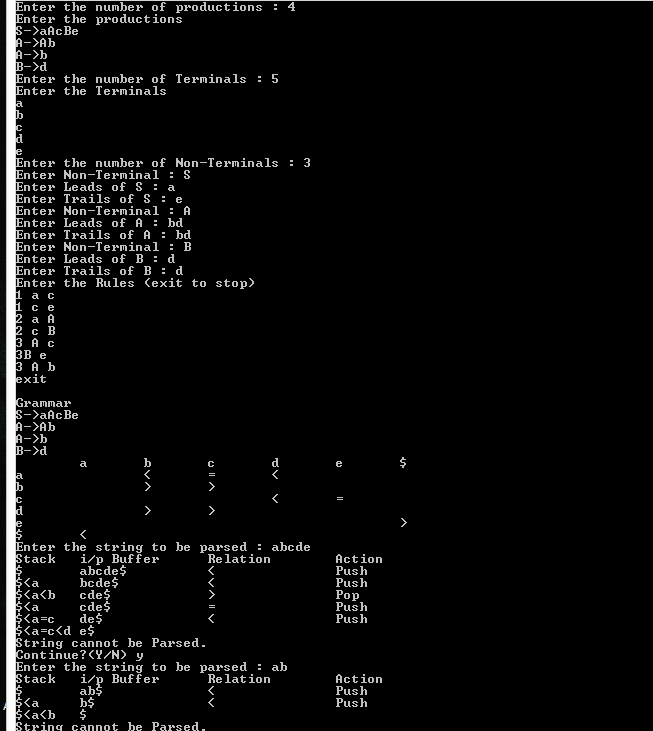 Enter the number of productions : 4
Enter the productions
S->aAcBe
A->Ab
A->b
B->d
Enter the number of Terminals : 5
Enter the Terminals
a
b
c
d
e
Enter the number of Non-Terminals : 3
Enter Non-Terminal : S
Enter Leads of S : a
Enter Trails of S : e
Enter Non-Terminal : A
Enter Leads of A : bd
Enter Trails of A : bd
Enter Non-Terminal : B
Enter Leads of B : d
Enter Trails of B : d
Enter the Rules (exit to stop)
1 a c
1 c e
2 a A
2 c B
3 A c
3B e
3 A b
exit
Grammar
S->aAcBe
A->Ab
A->b
B->d
a b c d e $
a < = <
b > >
c < =
d > >
e >
$ <
Enter the string to be parsed : abcde
Stack i/p Buffer Relation Action
$ abcde$ < Push
$<a bcde$ < Push
$<a<b cde$ > Pop
$<a cde$ = Push
$<a=c de$ < Push
$<a=c<d e$
String cannot be Parsed.
Continue?(Y/N) y
Enter the string to be parsed : ab
Stack i/p Buffer Relation Action
$ ab$ < Push
$<a b$ < Push
$<a<b $
String cannot be Parsed.